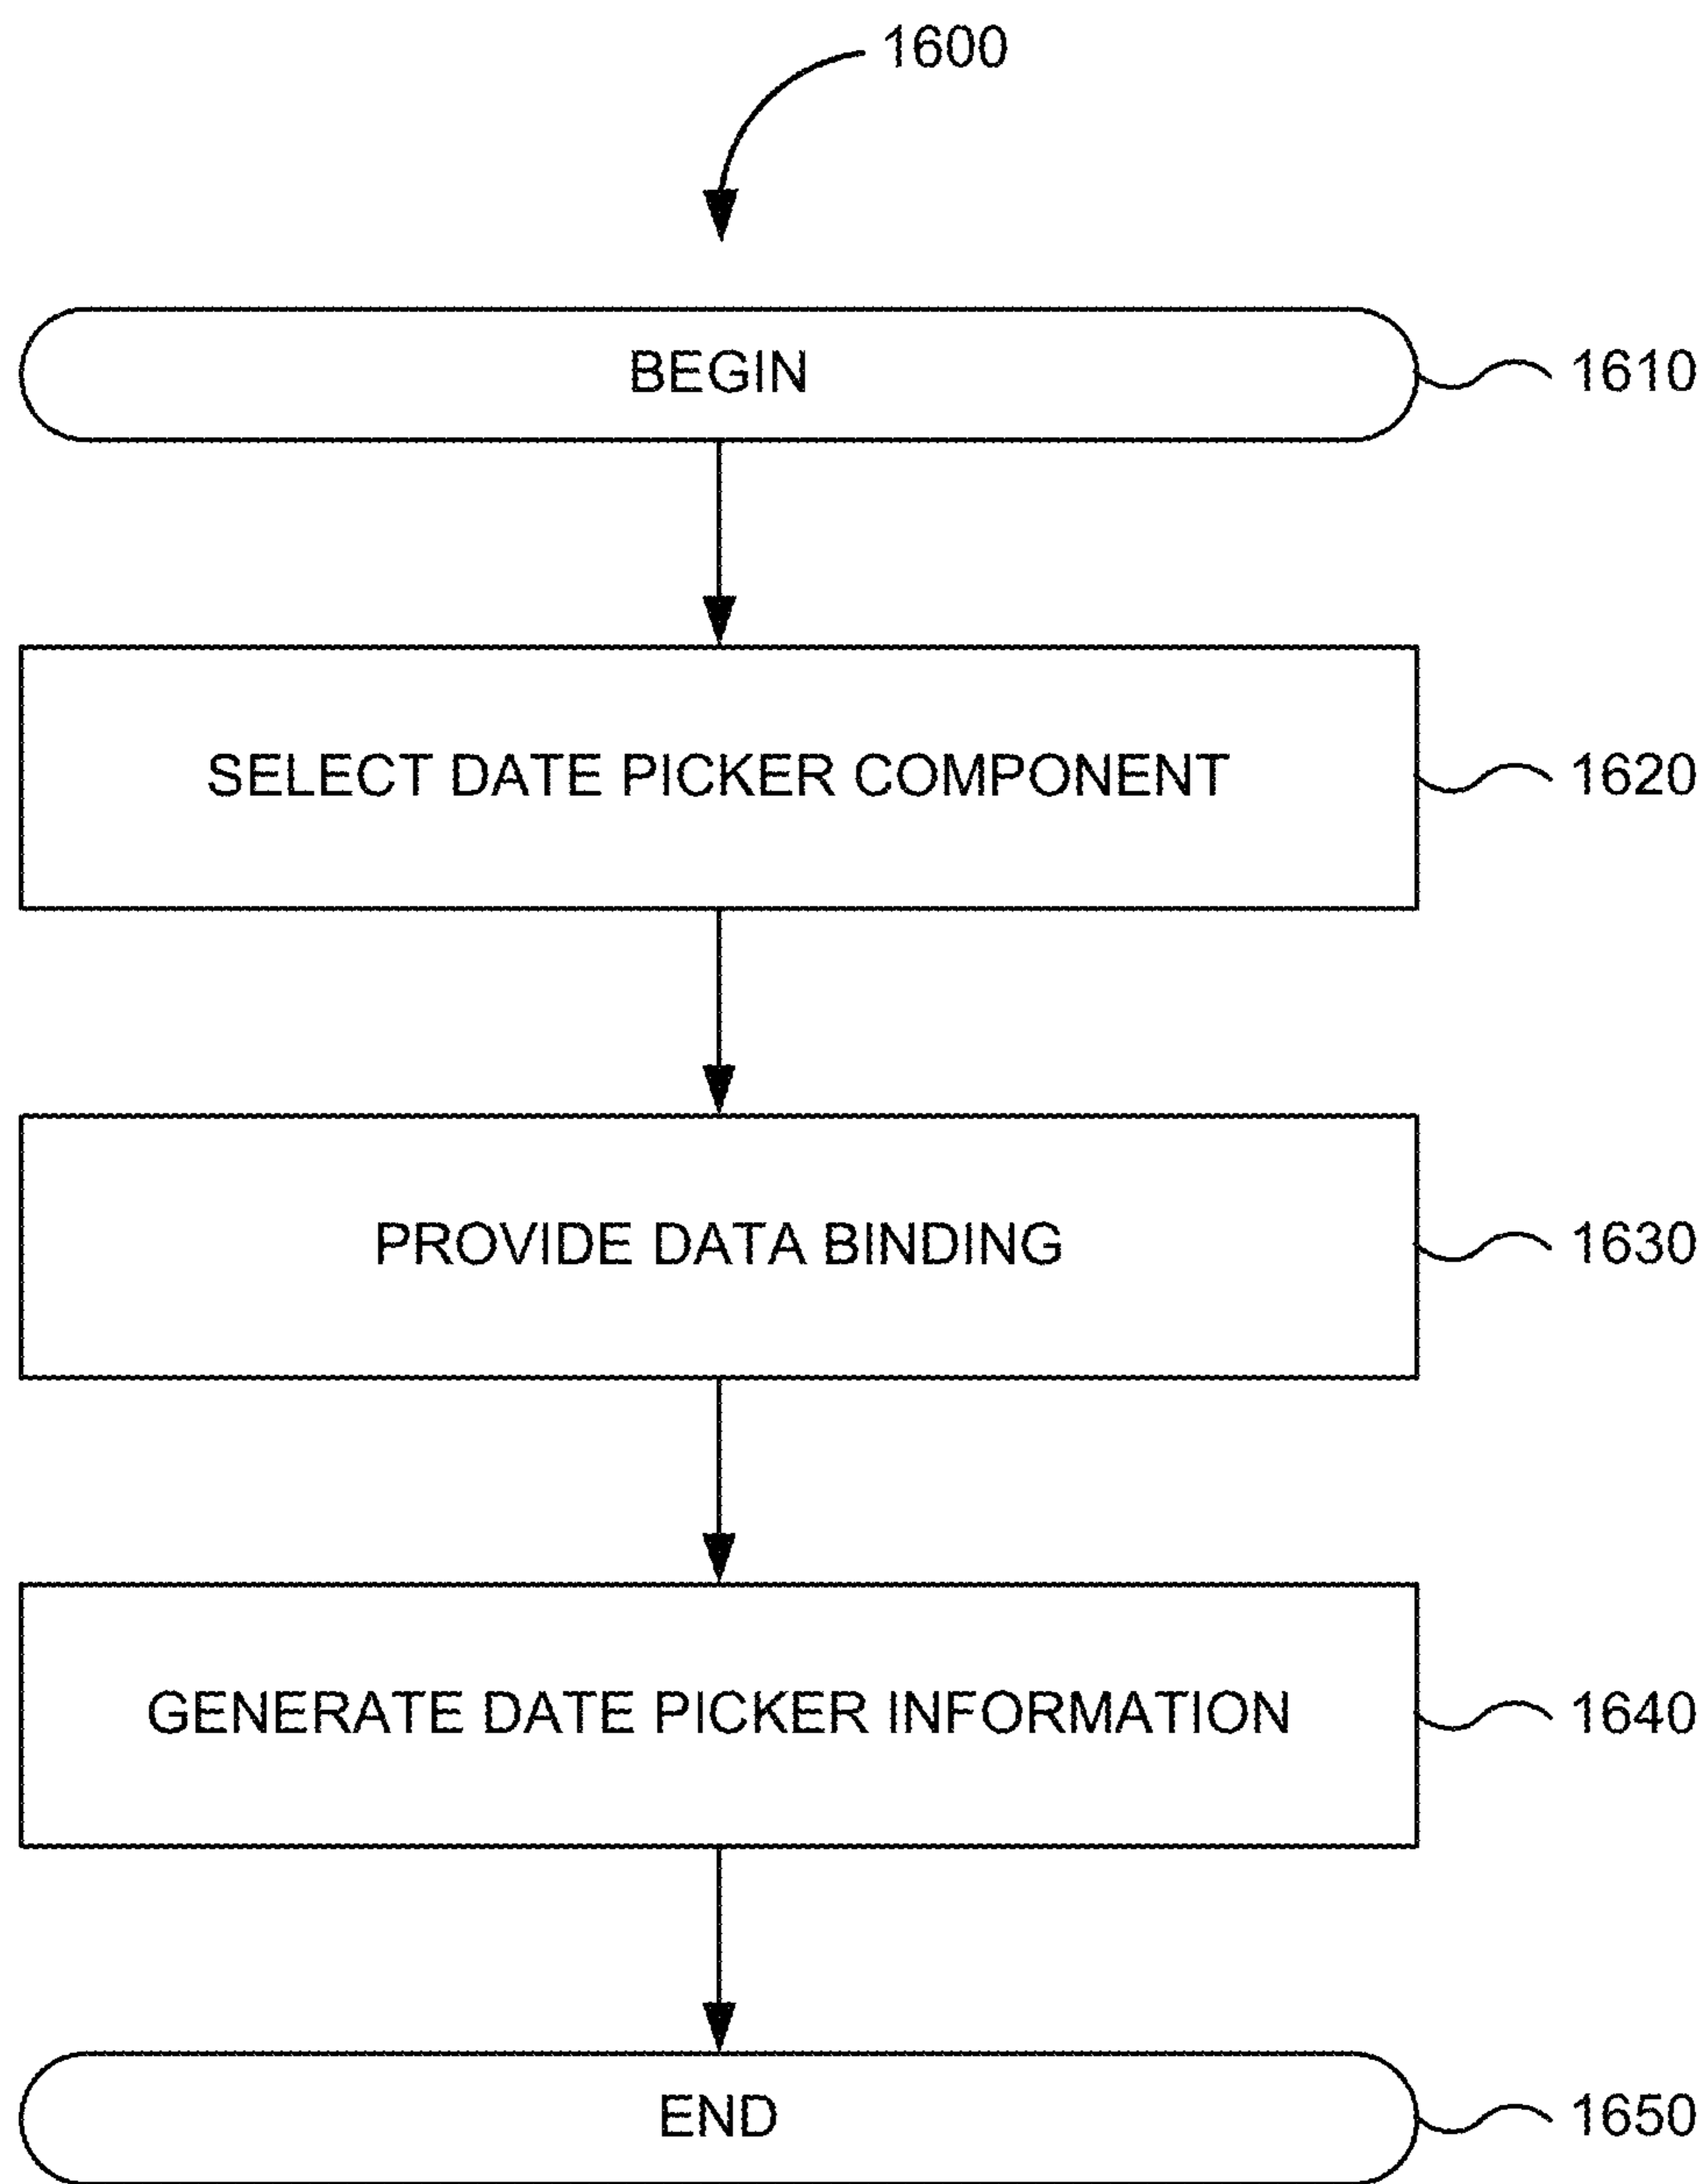 1600
BEGIN
1610
SELECT DATE PICKER COMPONENT
1620
PROVIDE DATA BINDING
1630
GENERATE DATE PICKER INFORMATION
1640
END
1650